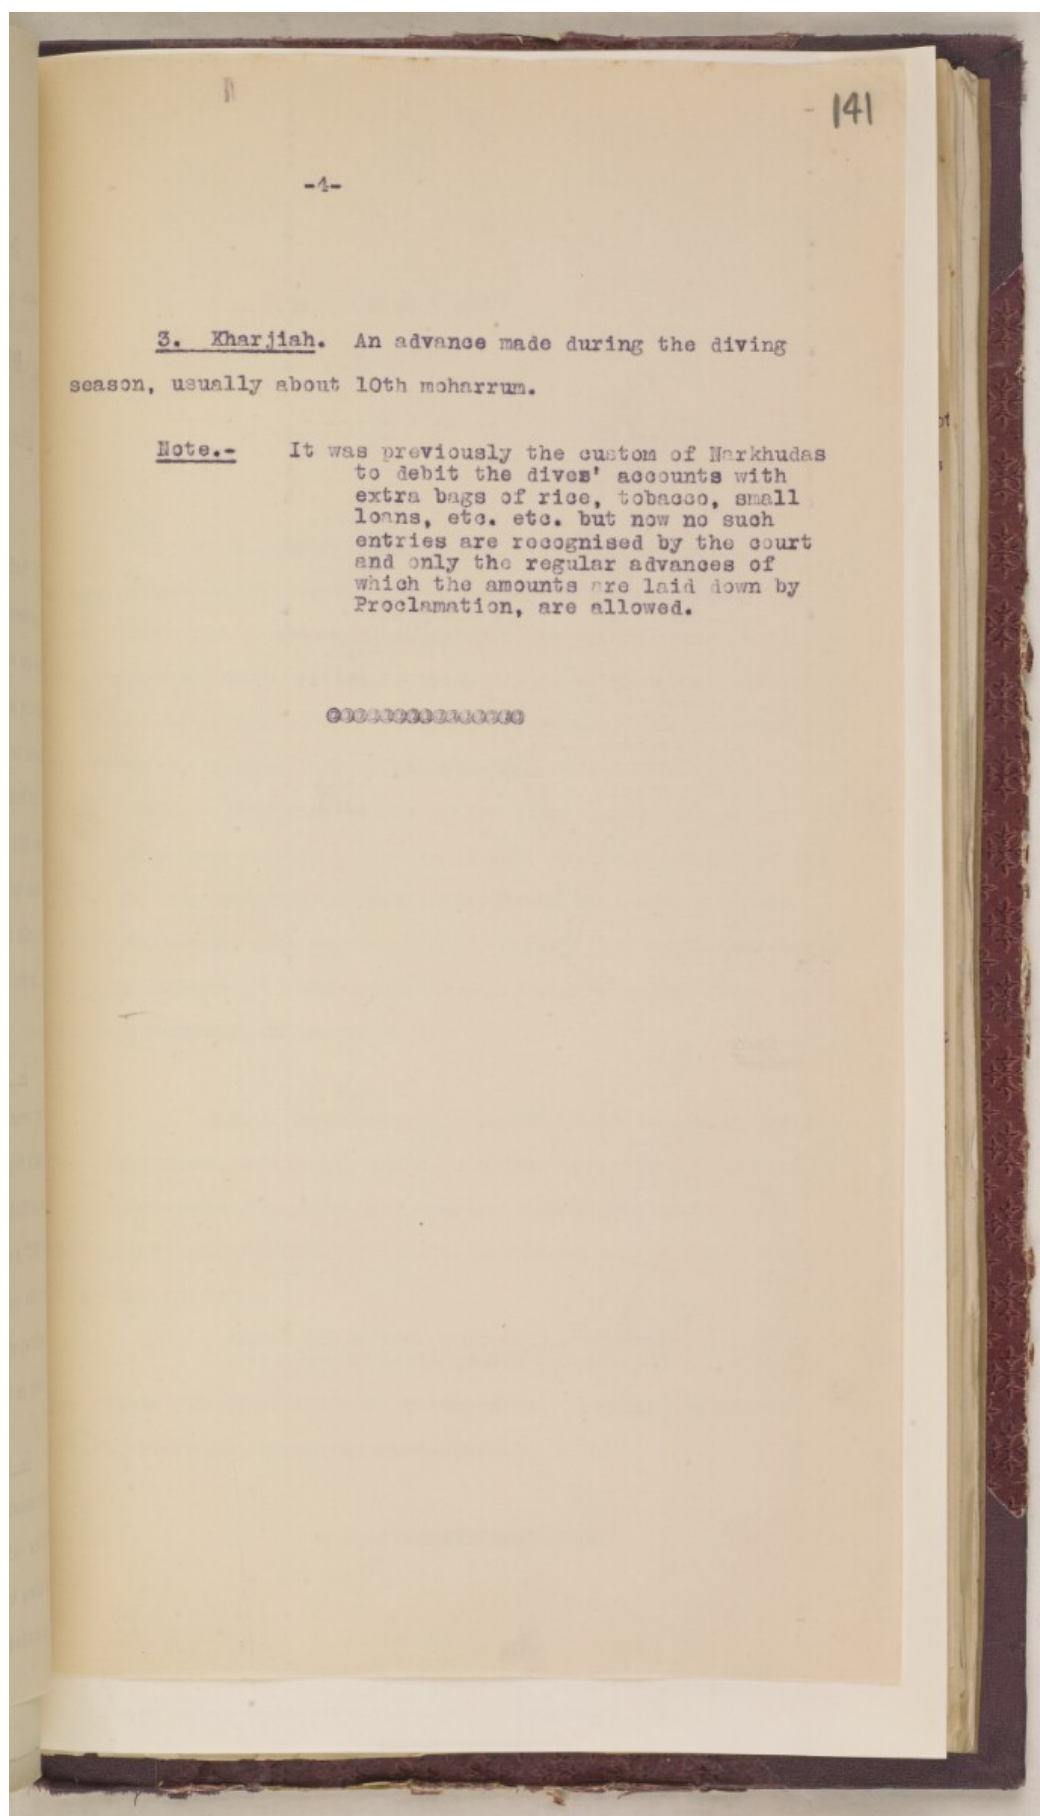 141
-4-
3. Kharjiah. An advance made during the diving
season, usually about 10th moharrum.
Note.- It was previously the custom of Narkhudas
to debit the dives' accounts with
extra bags of rice, tobacco, small
loans, etc. etc. but now no such
entries are recognised by the court
and only the regular advances of
which the amounts are laid down by
Proclamation, are allowed.